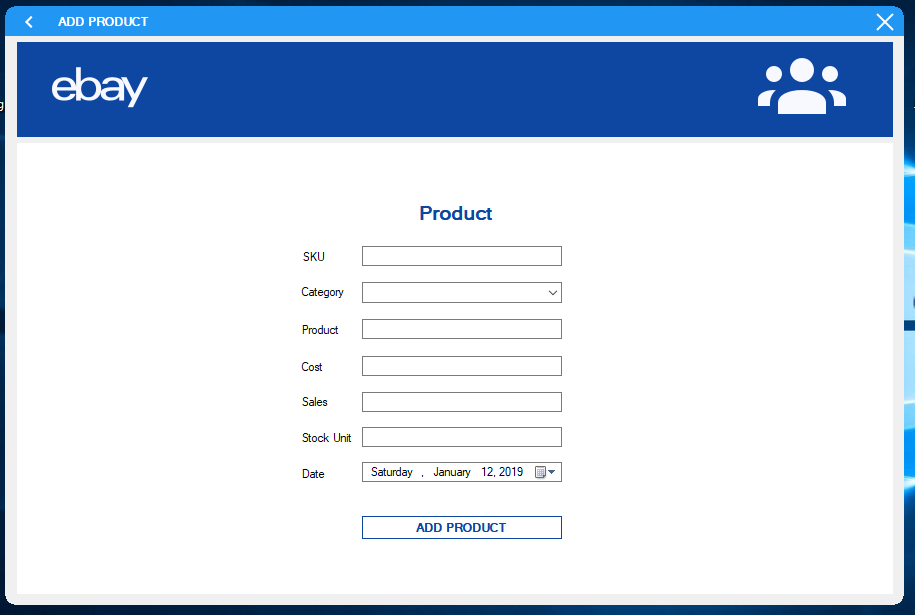 ADD PRODUCT
ebay
Product
SKU
Category
Product
Cost
Sales
Stock Unit
Date Saturday , January 12, 2019
ADD PRODUCT